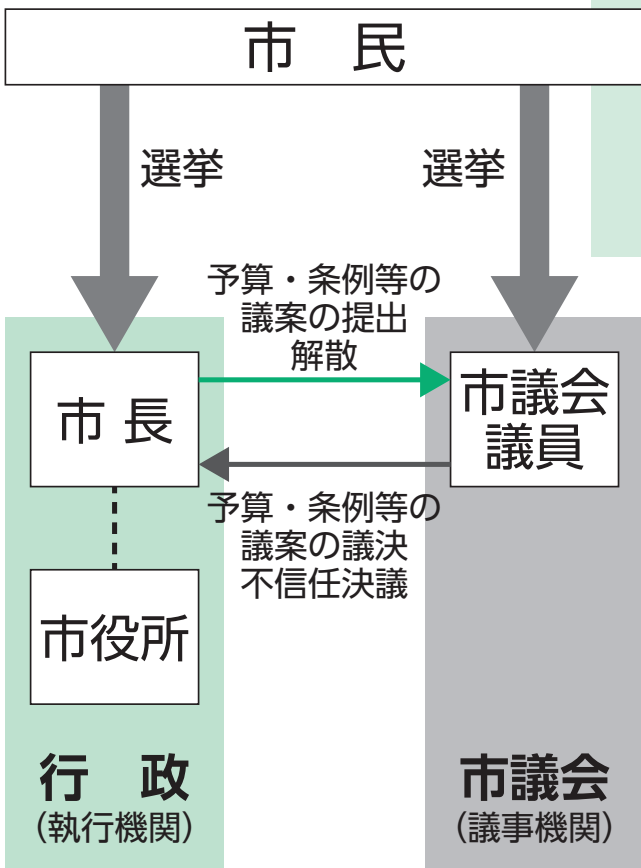 市　民
選挙
選挙
予算・条例等の
議案の提出
解散
市 長
市議会
議員
予算・条例等の
議案の議決
不信任決議
市役所
行　政
（執行機関）
市議会
（議事機関）